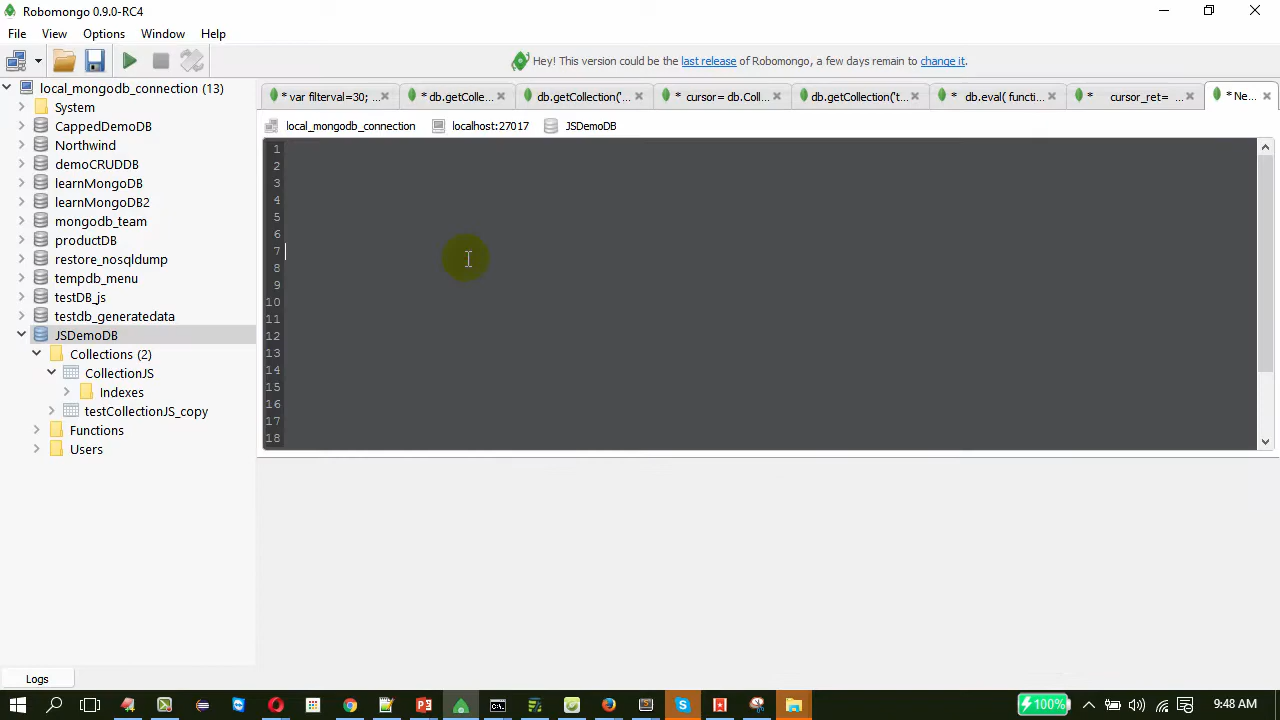 Robomongo 0.9.0-RC4
File View Options Window Help
Hey! This version could be the last release of Robomongo, a few days remain to change it.
local_mongodb_connection (13)
System
CappedDemoDB
Northwind
demoCRUDDB
learnMongoDB
learnMongoDB2
mongodb_team
productDB
restore_nosqldump
tempdb_menu
testDB_js
testdb_generatedata
JSDemoDB
Collections (2)
CollectionJS
Indexes
testCollectionJS_copy
Functions
Users
* var filterval=30; ... * db.getColle... db.getCollection('... * cursor= db.Coll... db.getCollection('t... * db.eval( functi... * cursor_ret= ... * Ne...
local_mongodb_connection localhost:27017 JSDemoDB
1
2
3
4
5
6
7
8
9
10
11
12
13
14
15
16
17
18
Logs
100% 9:48 AM